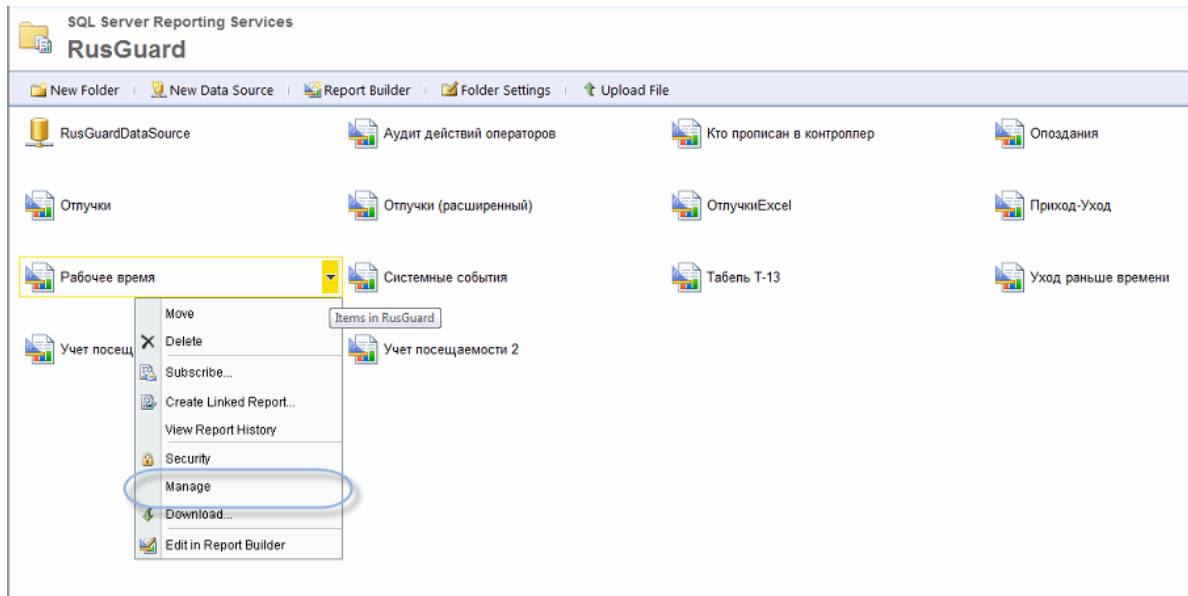 SQL Server Reporting Services
RusGuard
New Folder
New Data Source
Report Builder
Folder Settings
Upload File
RusGuardDataSource
Аудит действий операторов
Кто прописан в контроллер
Опоздания
Отлучки
Отлучки (расширенный)
ОтлучкиExcel
Приход-Уход
Рабочее время
Системные события
Табель Т-13
Уход раньше времени
Items in RusGuard
Учет посещ
Учет посещаемости 2
Move
Delete
Subscribe...
Create Linked Report...
View Report History
Security
Manage
Download...
Edit in Report Builder